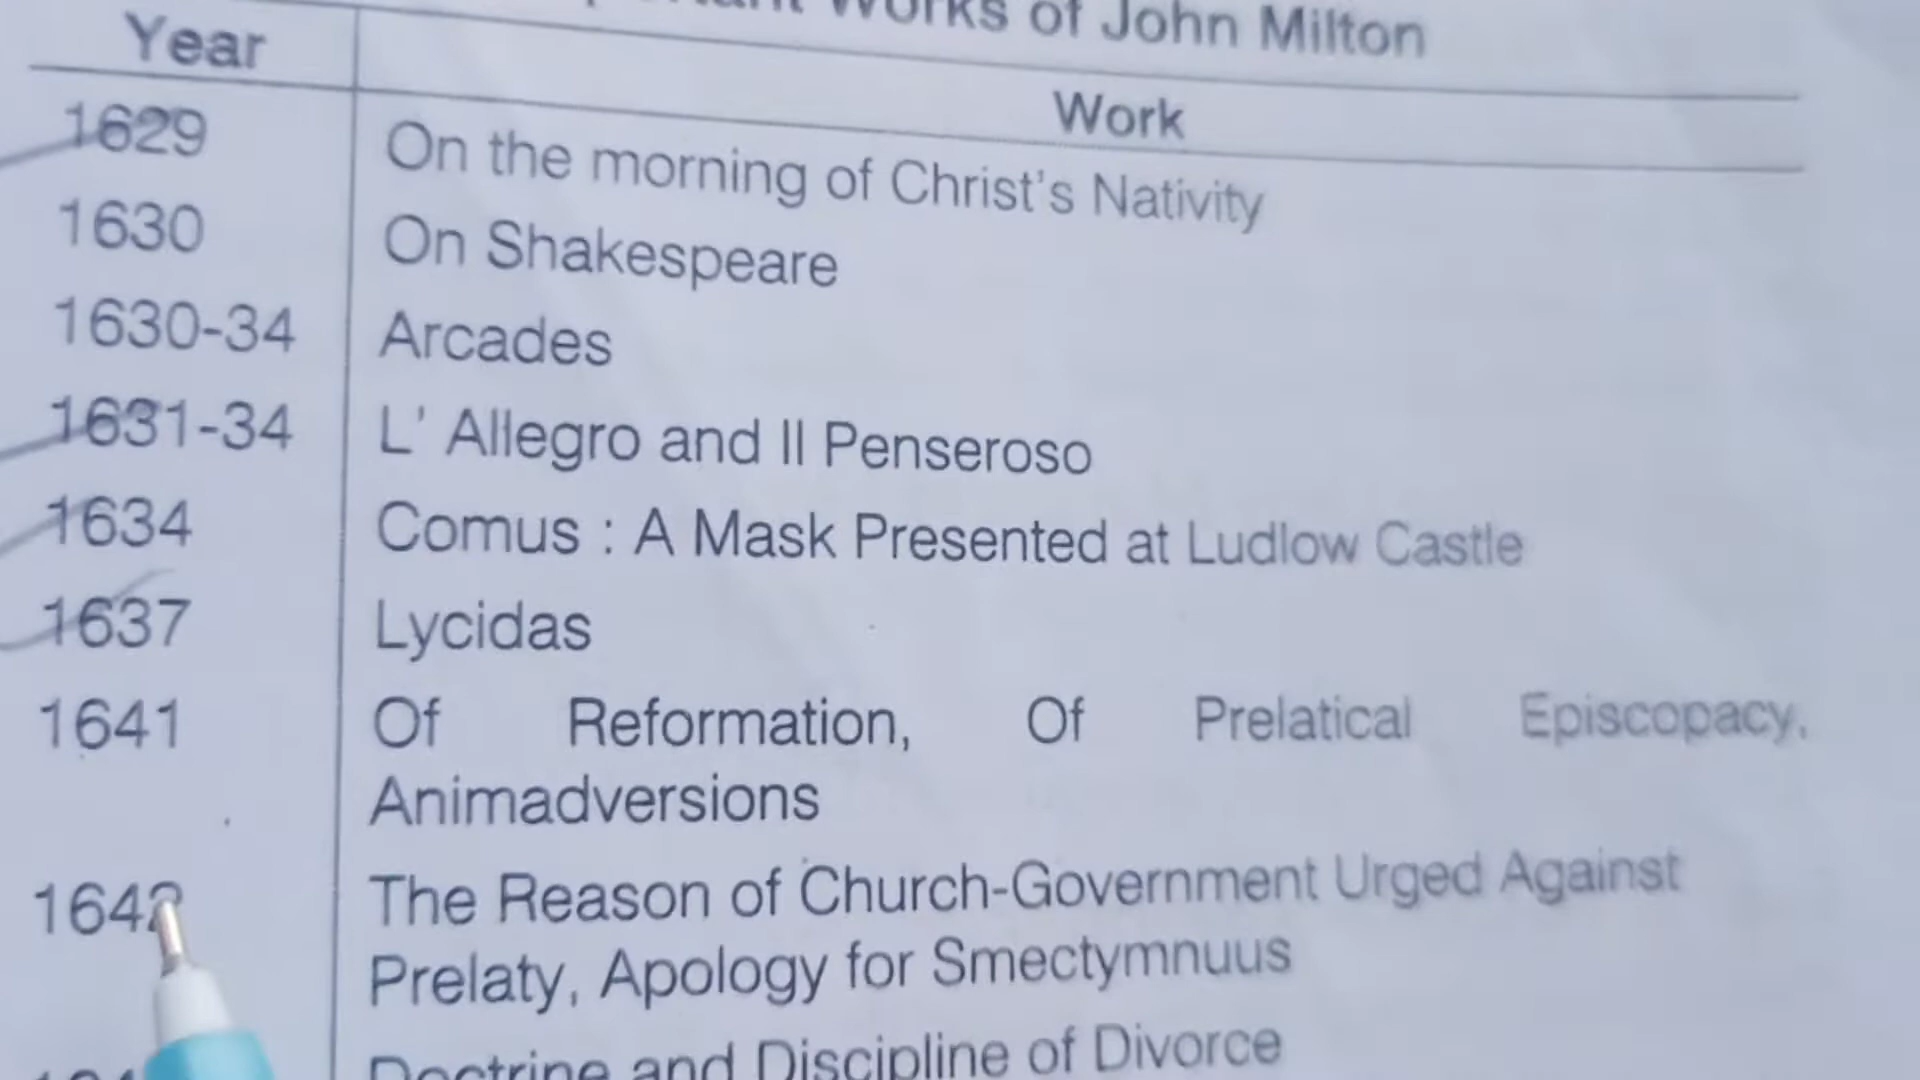 Works of John Milton
Year Work
1629 On the morning of Christ's Nativity
1630 On Shakespeare
1630-34 Arcades
1631-34 L' Allegro and Il Penseroso
1634 Comus : A Mask Presented at Ludlow Castle
1637 Lycidas
1641 Of Reformation, Of Prelatical Episcopacy,
Animadversions
1642 The Reason of Church-Government Urged Against
Prelaty, Apology for Smectymnuus
Doctrine and Discipline of Divorce